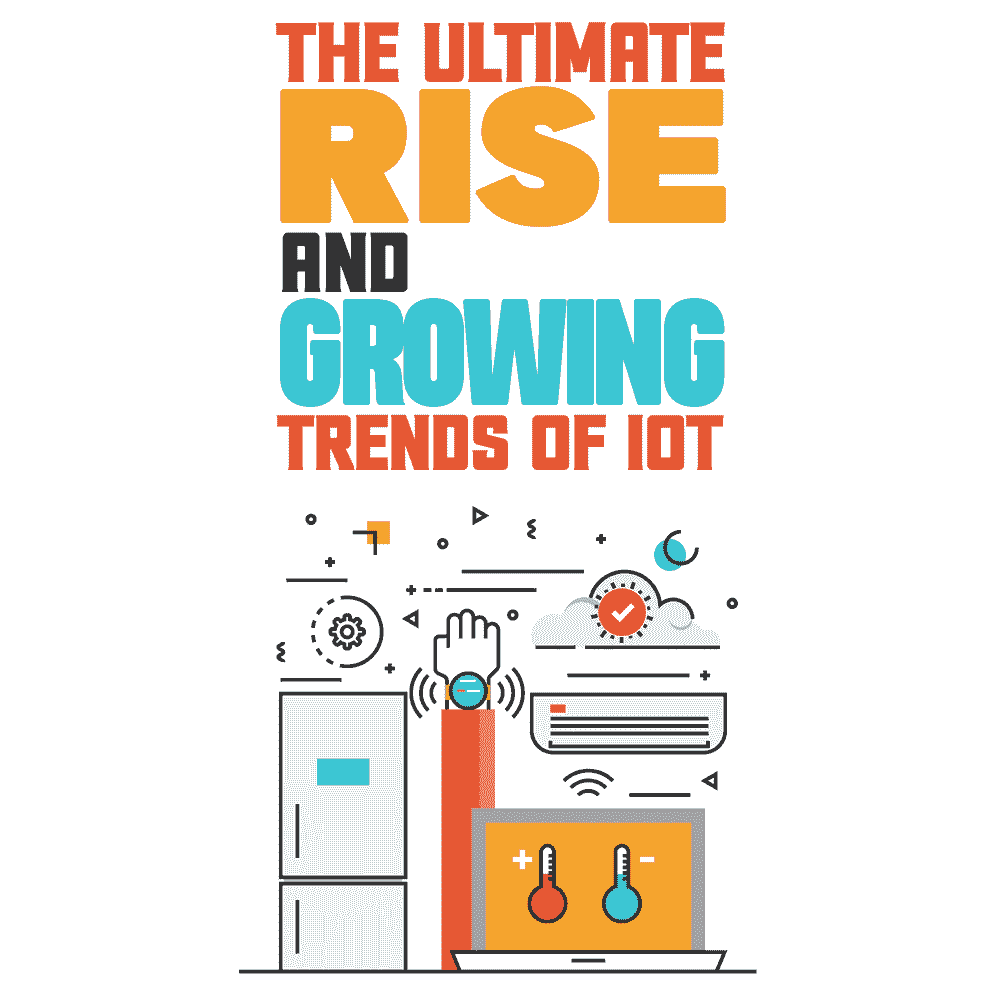 THE ULTIMATE
RISE
AND
GROWING
TRENDS OF IOT